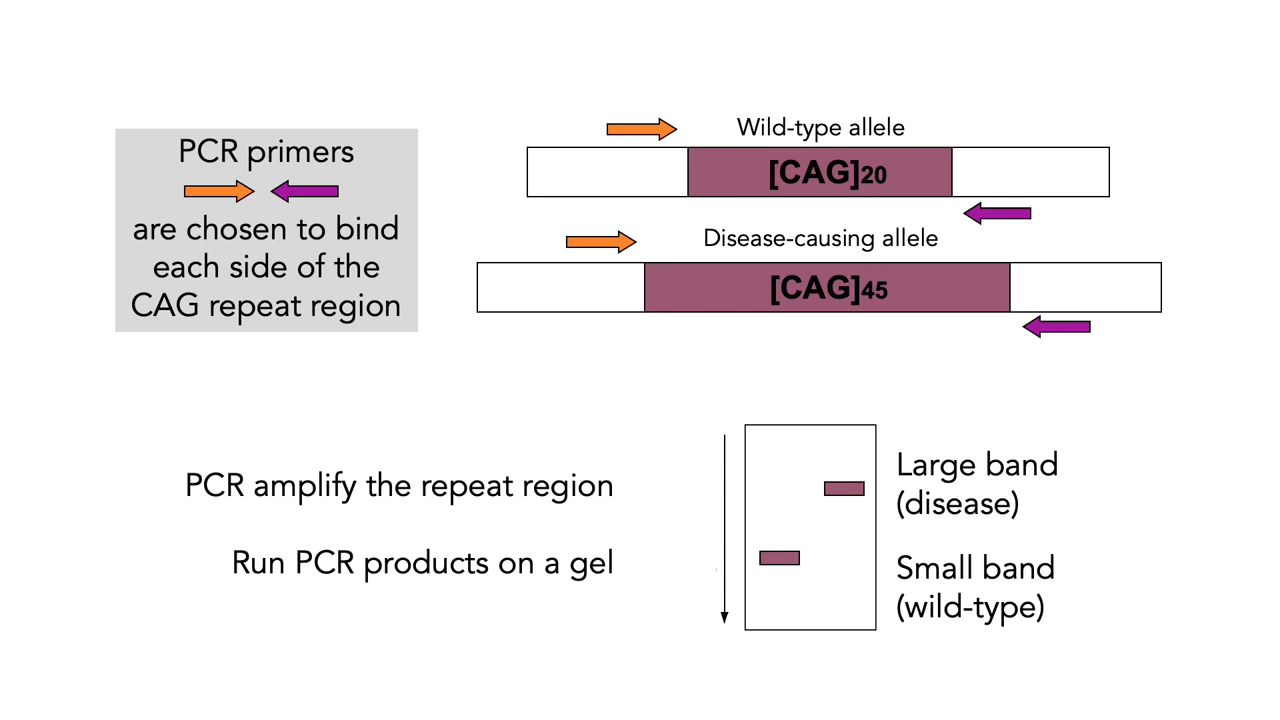 PCR primers
are chosen to bind
each side of the
CAG repeat region
Wild-type allele
[CAG]20
Disease-causing allele
[CAG]45
PCR amplify the repeat region
Run PCR products on a gel
Large band
(disease)
Small band
(wild-type)